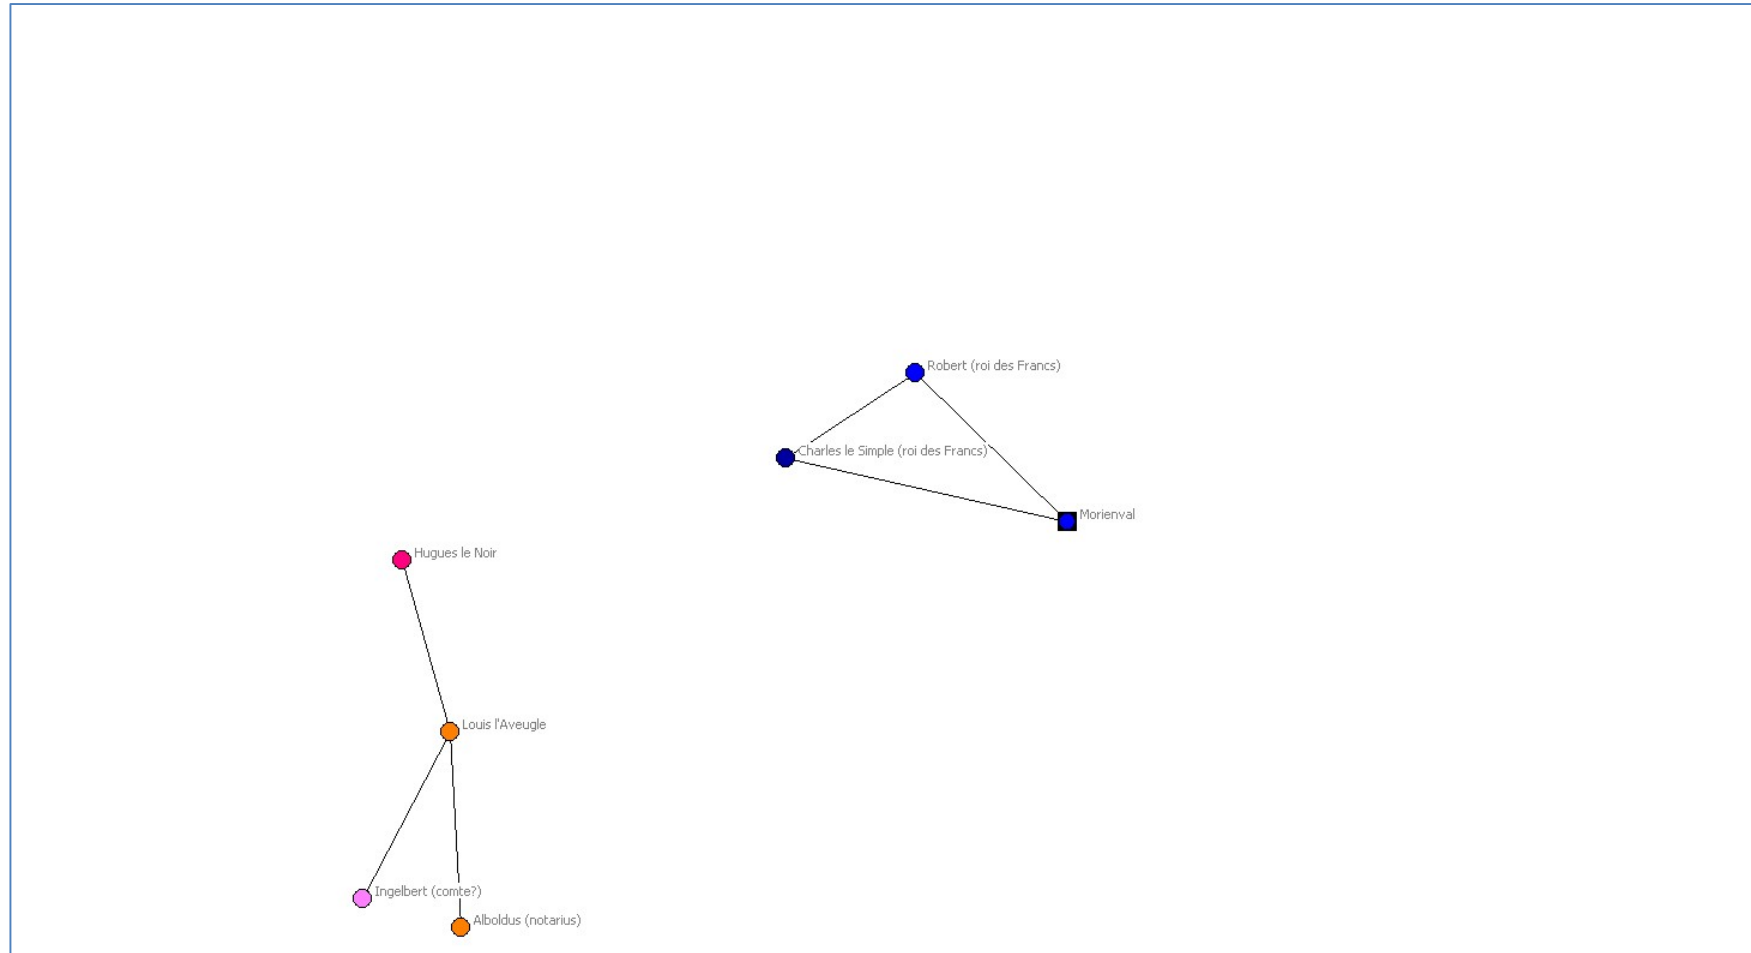 Robert (roi des Francs)
Charles le Simple (roi des Francs)
Morienval
Hugues le Noir
Louis l'Aveugle
Ingelbert (comte?)
Alboldus (notarius)